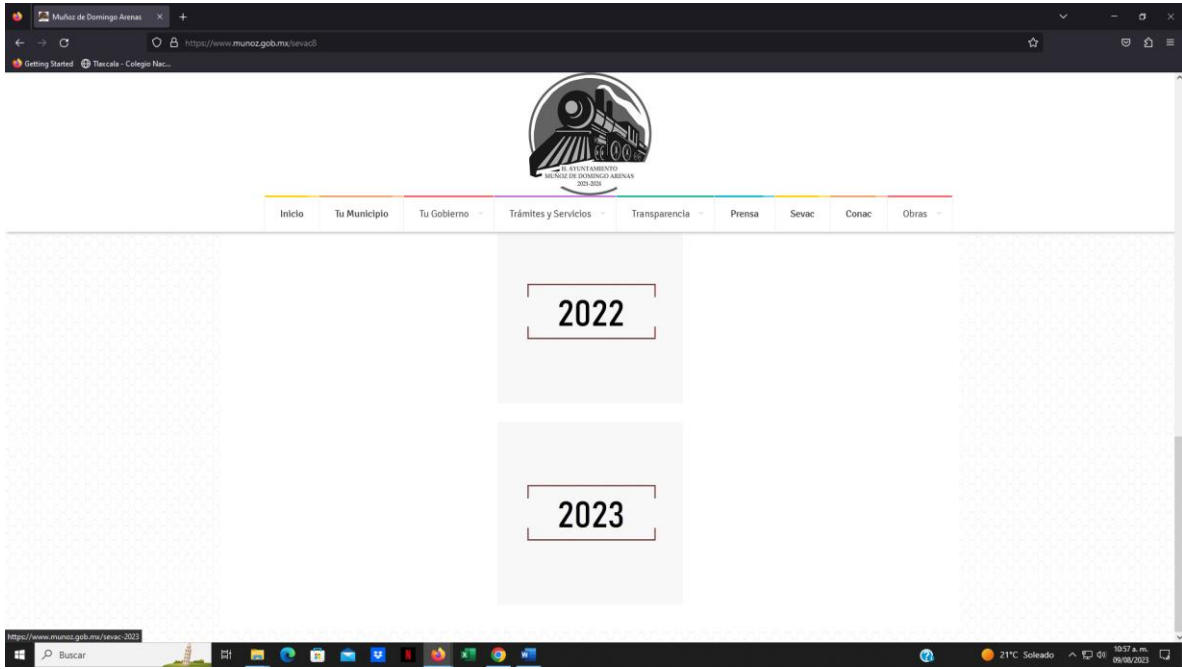 Muñoz de Domingo Arenas
https://www.munoz.gob.mx/sevac8
Getting Started Tlaxcala - Colegio Nac...
H. AYUNTAMIENTO
MUÑOZ DE DOMINGO ARENAS
2021-2024
Inicio Tu Municipio Tu Gobierno Trámites y Servicios Transparencia Prensa Sevac Conac Obras
2022
2023
https://www.munoz.gob.mx/sevac-2023
Buscar
21°C Soleado
10:57 a. m.
09/08/2023